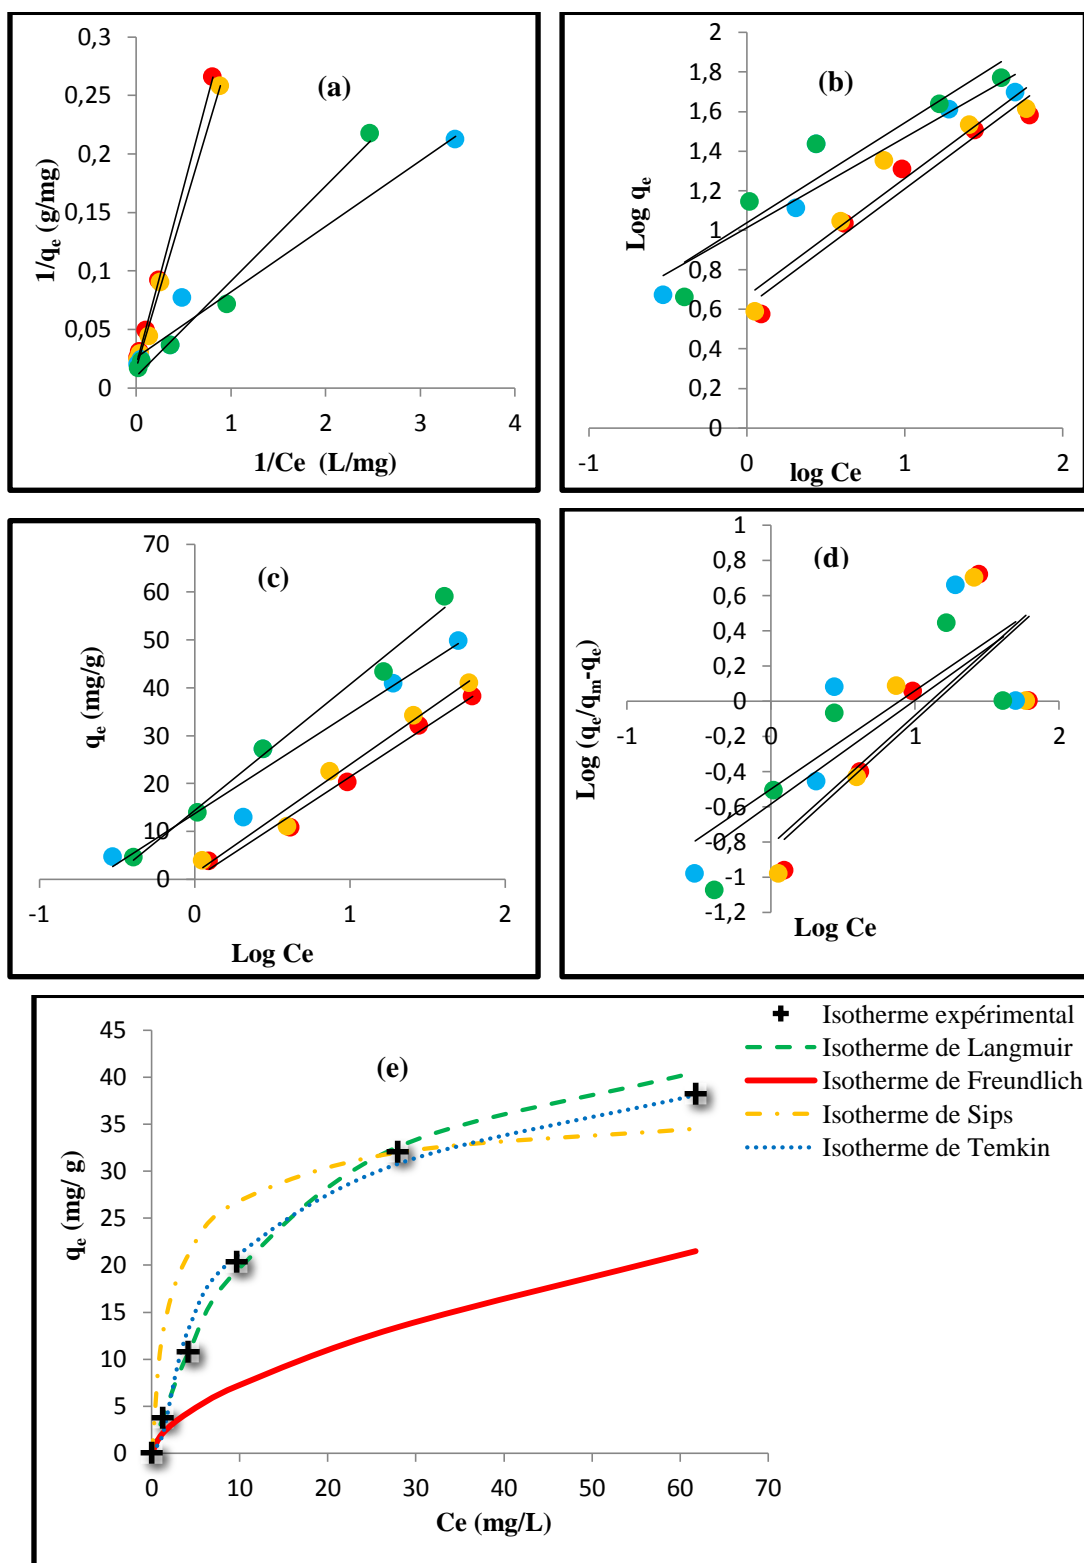 (a)
0,3
0,25
0,2
0,15
0,1
0,05
0
0 1 2 3 4
1/qe (g/mg)
1/Ce (L/mg)
(b)
2
1,8
1,6
1,4
1,2
1
0,8
0,6
0,4
0,2
0
-1 0 1 2
Log qe
log Ce
(c)
70
60
50
40
30
20
10
0
-1 0 1 2
qe (mg/g)
Log Ce
(d)
1
0,8
0,6
0,4
0,2
0
-0,2
-0,4
-0,6
-0,8
-1
-1,2
-1 0 1 2
Log (qe/qm-qe)
Log Ce
(e)
45
40
35
30
25
20
15
10
5
0
0 10 20 30 40 50 60 70
qe (mg/ g)
Ce (mg/L)
Isotherme expérimental
Isotherme de Langmuir
Isotherme de Freundlich
Isotherme de Sips
Isotherme de Temkin